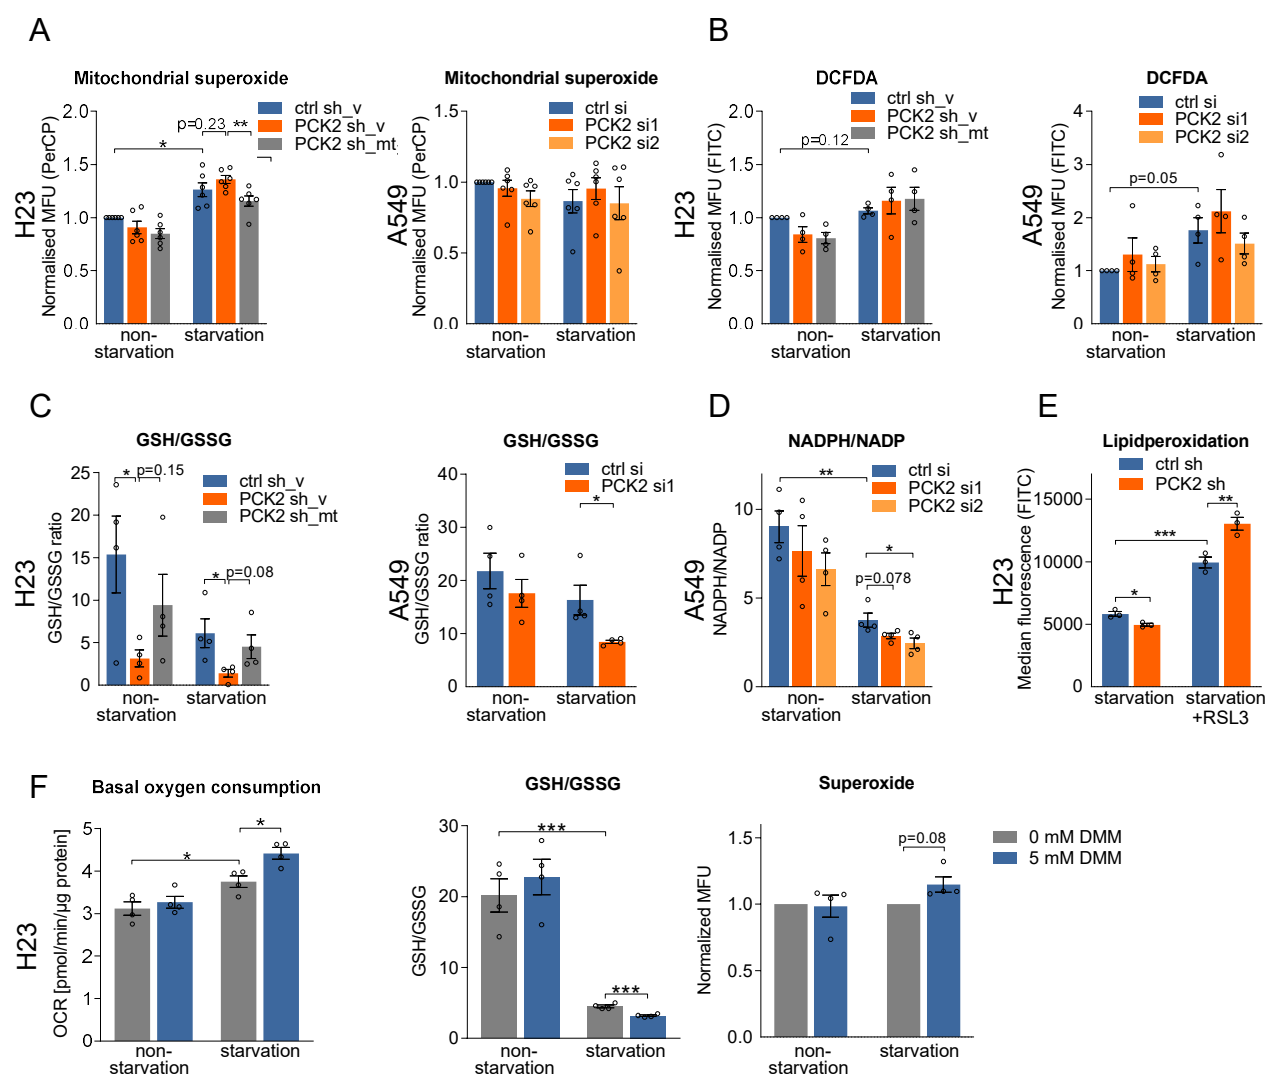 A
Mitochondrial superoxide
H23
Normalised MFU (PerCP)
2.0
1.5
1.0
0.5
0.0
ctrl sh_v
PCK2 sh_v
PCK2 sh_mt
*
p=0.23
**
non-
starvation
starvation
Mitochondrial superoxide
A549
Normalised MFU (PerCP)
1.5
1.0
0.5
0.0
ctrl si
PCK2 si1
PCK2 si2
non-
starvation
starvation
B
DCFDA
H23
Normalised MFU (FITC)
2.0
1.5
1.0
0.5
0.0
ctrl sh_v
PCK2 sh_v
PCK2 sh_mt
p=0.12
non-
starvation
starvation
DCFDA
A549
Normalised MFU (FITC)
4
3
2
1
0
ctrl si
PCK2 si1
PCK2 si2
p=0.05
non-
starvation
starvation
C
GSH/GSSG
H23
GSH/GSSG ratio
25
20
15
10
5
0
ctrl sh_v
PCK2 sh_v
PCK2 sh_mt
*
p=0.15
*
p=0.08
non-
starvation
starvation
GSH/GSSG
A549
GSH/GSSG ratio
40
30
20
10
0
ctrl si
PCK2 si1
*
non-
starvation
starvation
D
NADPH/NADP
A549
NADPH/NADP
10
5
0
ctrl si
PCK2 si1
PCK2 si2
**
*
p=0.078
non-
starvation
starvation
E
Lipidperoxidation
H23
Median fluorescence (FITC)
15000
10000
5000
0
ctrl sh
PCK2 sh
**
***
*
starvation
starvation
+RSL3
F
Basal oxygen consumption
H23
OCR [pmol/min/µg protein]
5
4
3
2
1
0
*
*
non-
starvation
starvation
GSH/GSSG
GSH/GSSG
30
20
10
0
***
***
non-
starvation
starvation
Superoxide
Normalized MFU
1.5
1.0
0.5
0.0
p=0.08
non-
starvation
starvation
0 mM DMM
5 mM DMM